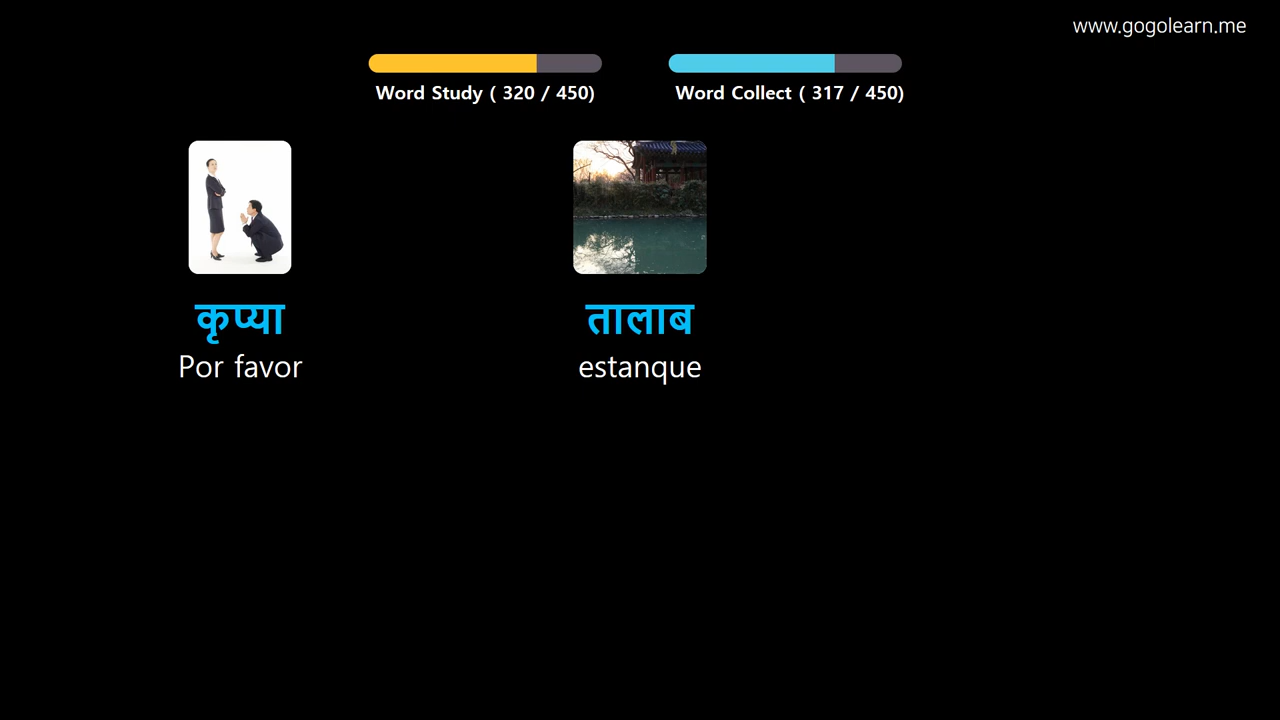 www.gogolearn.me
Word Study ( 320 / 450)
Word Collect ( 317 / 450)
कृप्या
तालाब
Por favor
estanque